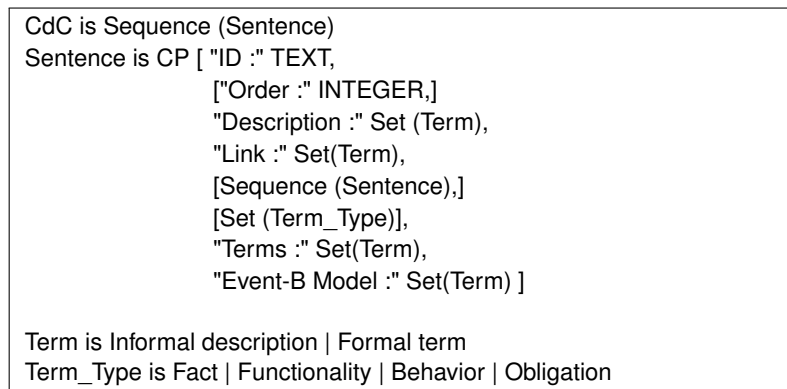 CdC is Sequence (Sentence)
Sentence is CP [ "ID :" TEXT,
["Order :" INTEGER,]
"Description :" Set (Term),
"Link :" Set(Term),
[Sequence (Sentence),]
[Set (Term_Type)],
"Terms :" Set(Term),
"Event-B Model :" Set(Term) ]
Term is Informal description | Formal term
Term_Type is Fact | Functionality | Behavior | Obligation